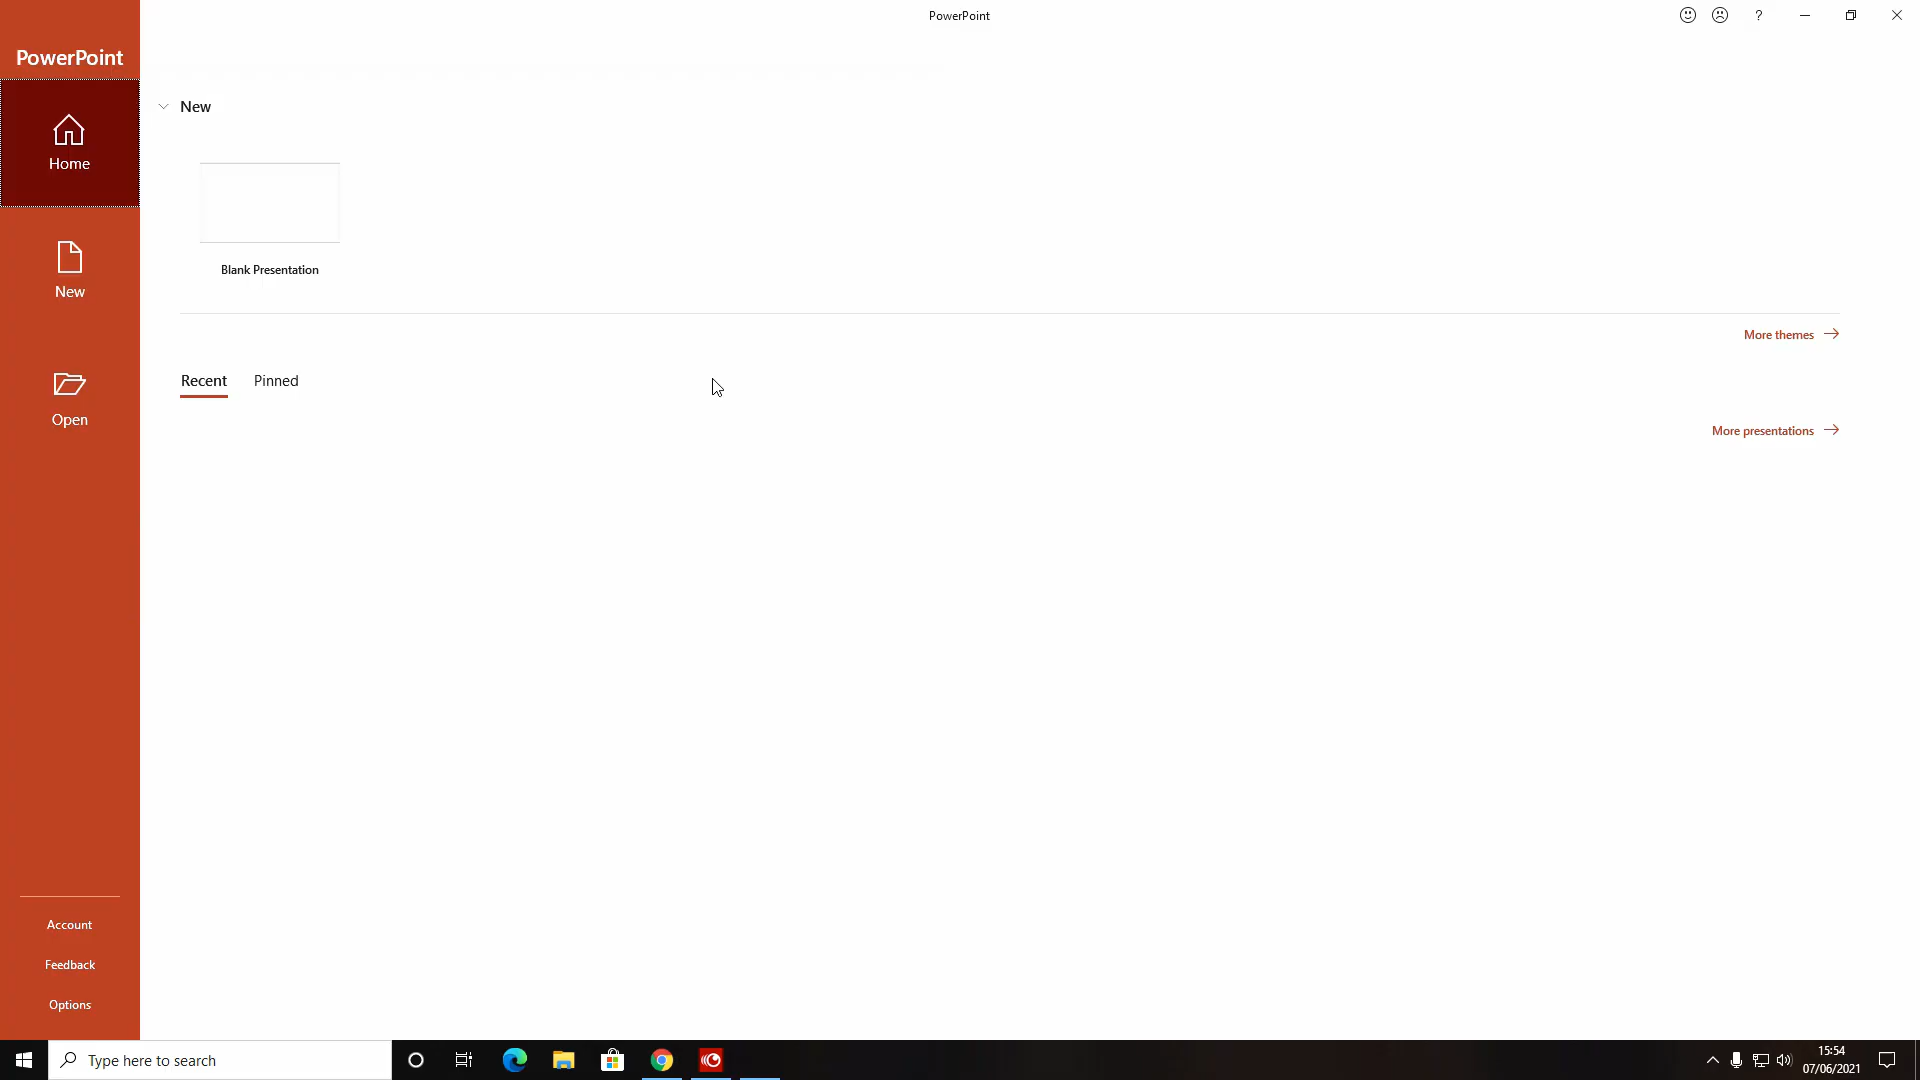 PowerPoint
PowerPoint
Home
New
Open
Account
Feedback
Options
New
Blank Presentation
More themes
Recent Pinned
More presentations
Type here to search
15:54
07/06/2021